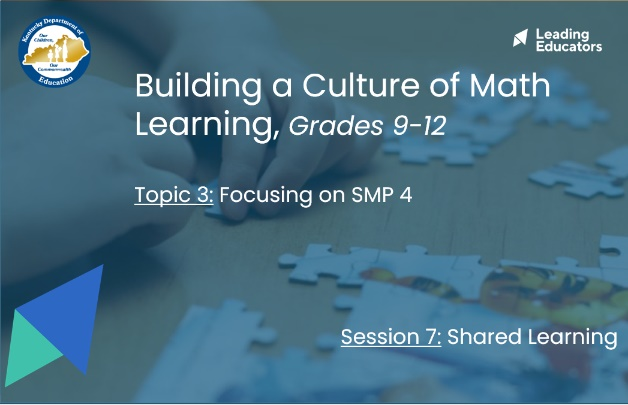 Kentucky Department of
Our
Children,
Our
Commonwealth
Education
Leading
Educators
Building a Culture of Math
Learning, Grades 9-12
Topic 3: Focusing on SMP 4
Session 7: Shared Learning